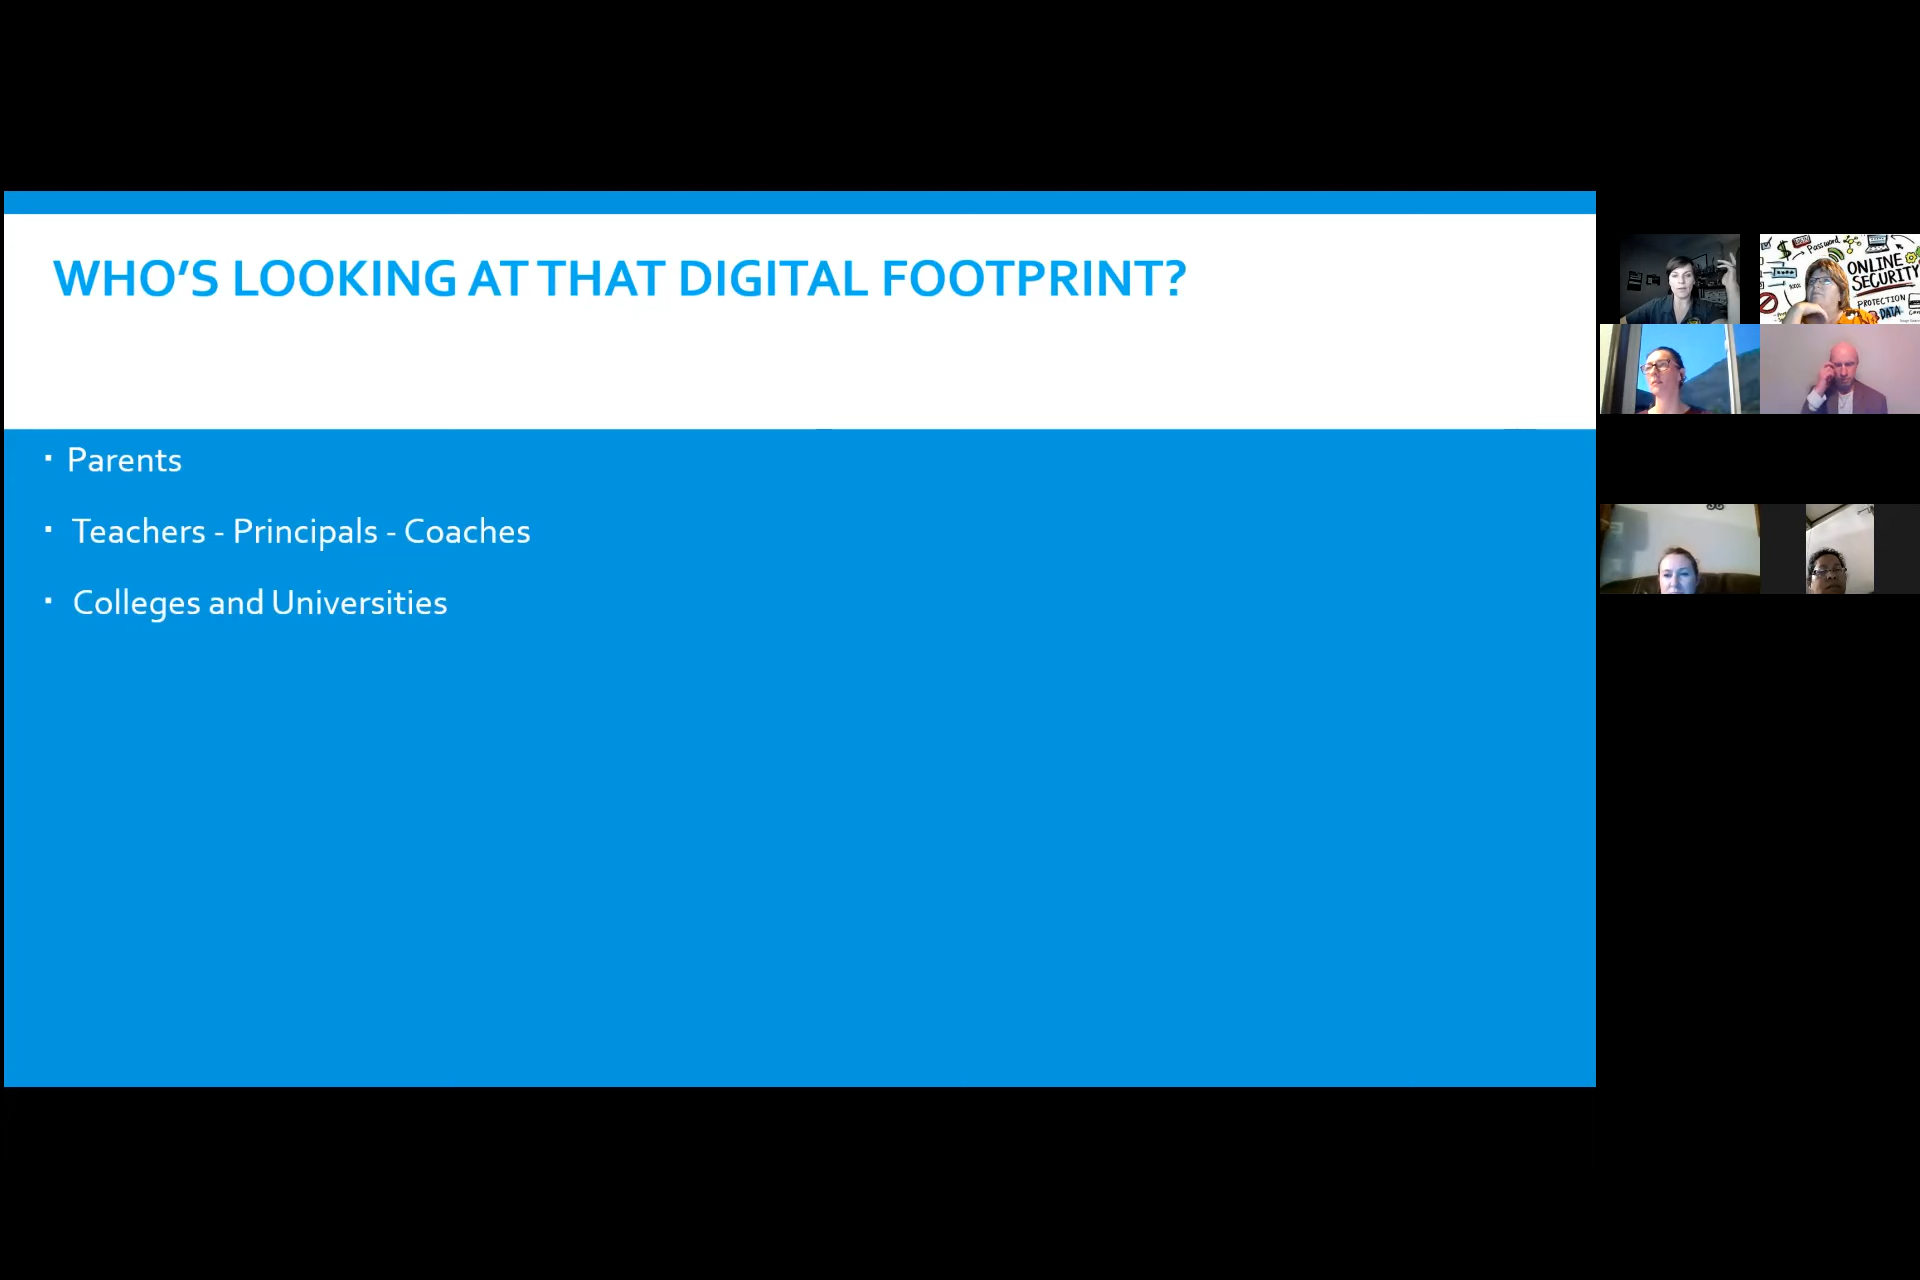 WHO'S LOOKING AT THAT DIGITAL FOOTPRINT?
▪ Parents
▪ Teachers - Principals - Coaches
▪ Colleges and Universities
Password
ONLINE
SECURITY
PROTECTION
DATA